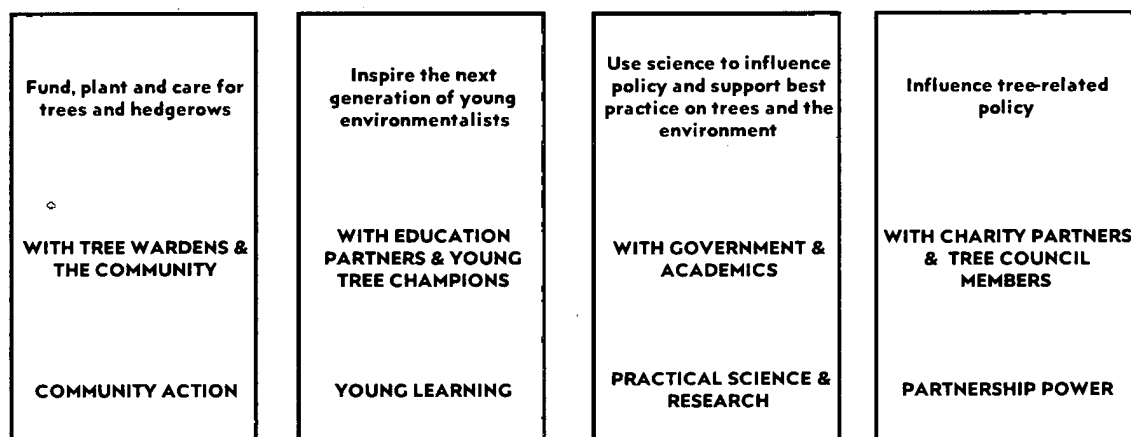 Fund, plant and care for
trees and hedgerows
WITH TREE WARDENS &
THE COMMUNITY
COMMUNITY ACTION
Inspire the next
generation of young
environmentalists
WITH EDUCATION
PARTNERS & YOUNG
TREE CHAMPIONS
YOUNG LEARNING
Use science to influence
policy and support best
practice on trees and the
environment
WITH GOVERNMENT &
ACADEMICS
PRACTICAL SCIENCE &
RESEARCH
Influence tree-related
policy
WITH CHARITY PARTNERS
& TREE COUNCIL
MEMBERS
PARTNERSHIP POWER